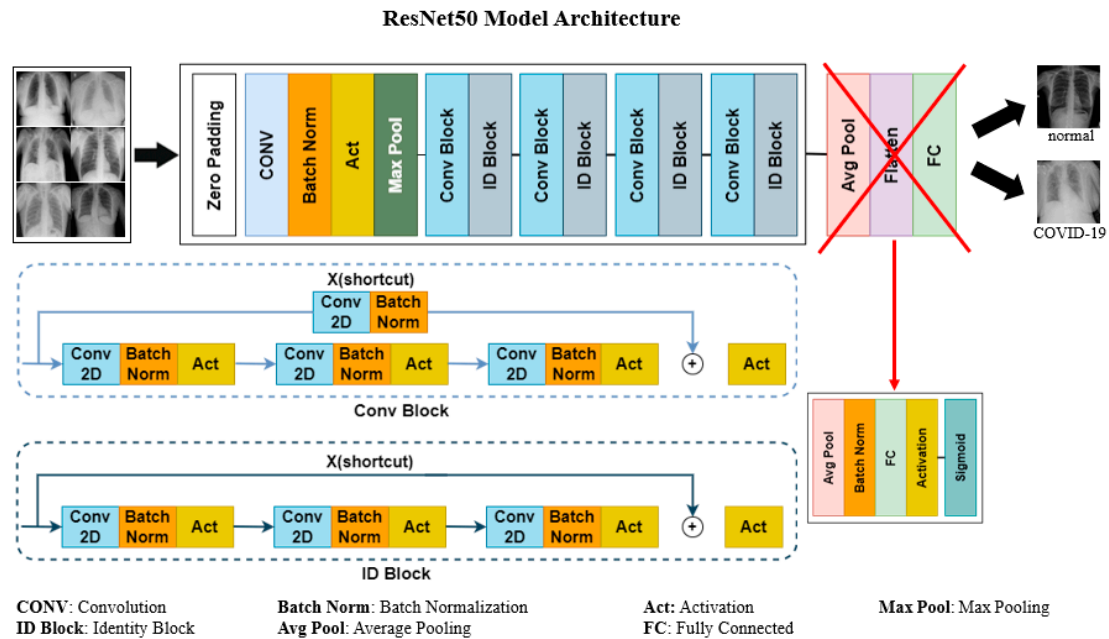 ResNet50 Model Architecture
Zero Padding
CONV
Batch Norm
Act
Max Pool
Conv Block
ID Block
Conv Block
ID Block
Conv Block
ID Block
Conv Block
ID Block
Avg Pool
Flatten
FC
normal
COVID-19
X(shortcut)
Conv
2D
Batch
Norm
Conv
2D
Batch
Norm
Act
Conv
2D
Batch
Norm
Act
Conv
2D
Batch
Norm
Act
+
Act
Conv Block
Avg Pool
Batch Norm
FC
Activation
Sigmoid
X(shortcut)
Conv
2D
Batch
Norm
Act
Conv
2D
Batch
Norm
Act
Conv
2D
Batch
Norm
Act
+
Act
ID Block
CONV: Convolution
Batch Norm: Batch Normalization
Act: Activation
Max Pool: Max Pooling
ID Block: Identity Block
Avg Pool: Average Pooling
FC: Fully Connected